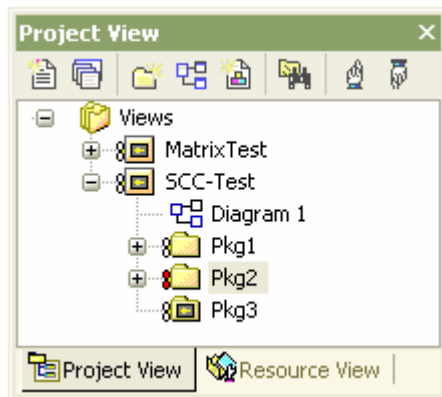 Project View
Views
MatrixTest
SCC-Test
Diagram 1
Pkg1
Pkg2
Pkg3
Project View Resource View